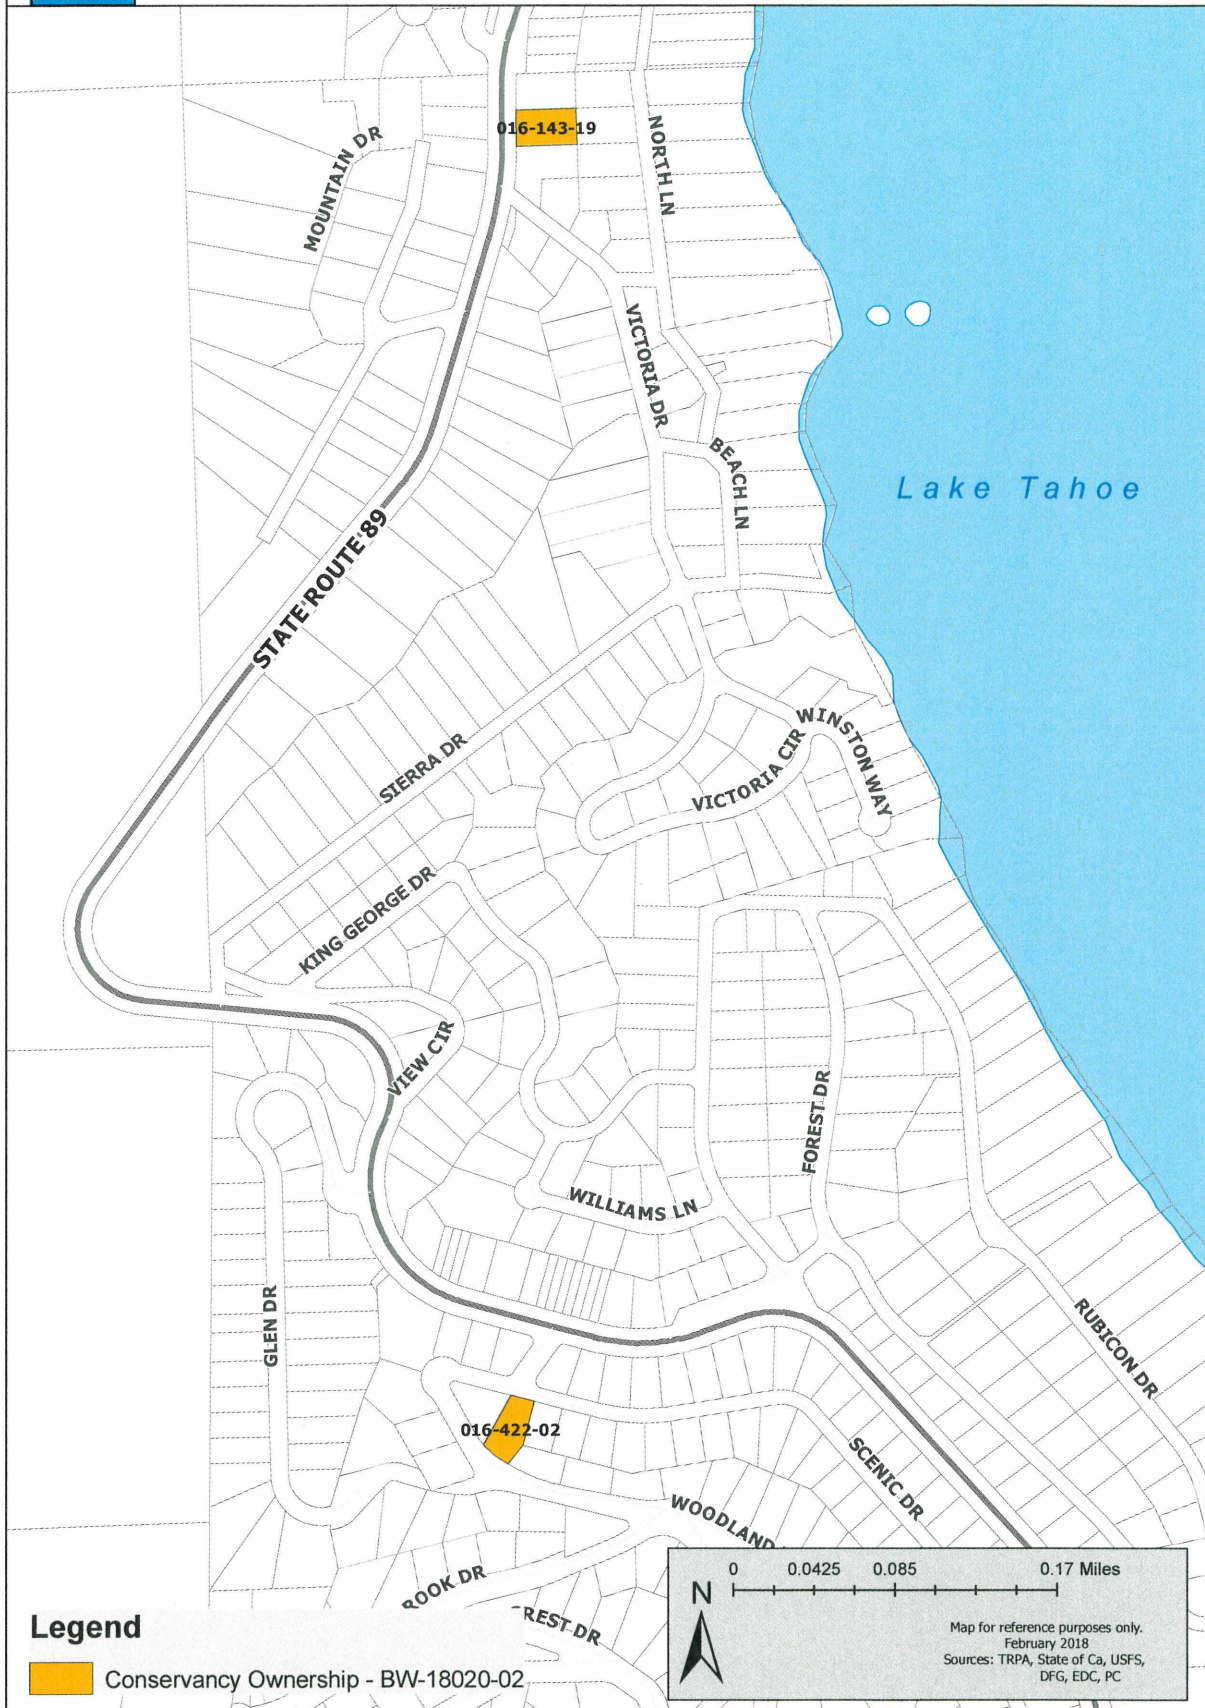 016-143-19
MOUNTAIN DR
NORTH LN
VICTORIA DR
BEACH LN
Lake Tahoe
STATE ROUTE 89
WINSTON WAY
SIERRA DR
VICTORIA CIR
KING GEORGE DR
VIEW CIR
FOREST DR
WILLIAMS LN
GLEN DR
RUBICON DR
016-422-02
SCENIC DR
WOODLAND
ROOK DR
REST DR
0 0.0425 0.085 0.17 Miles
N
Map for reference purposes only.
February 2018
Sources: TRPA, State of Ca, USFS,
DFG, EDC, PC
Legend
Conservancy Ownership - BW-18020-02